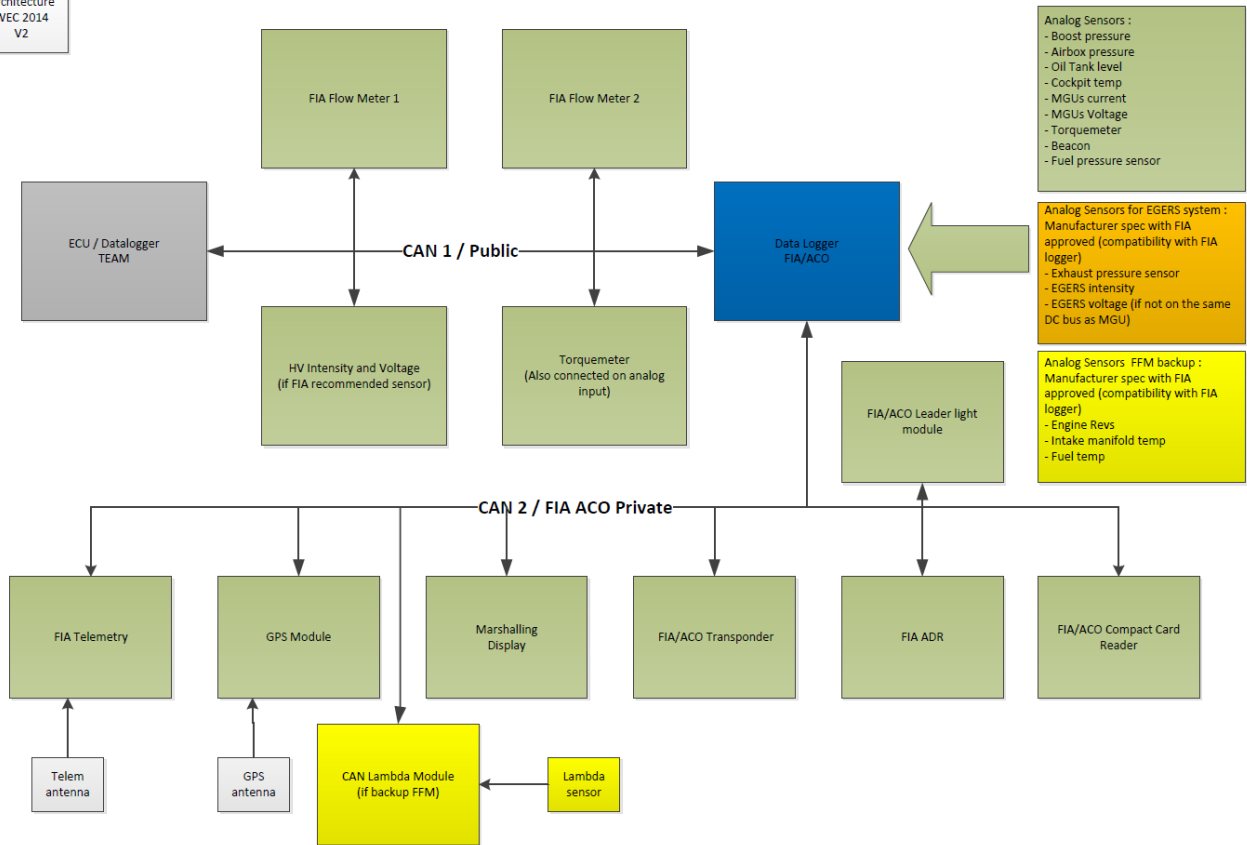 WEC 2014
V2
FIA Flow Meter 1
FIA Flow Meter 2
Analog Sensors :
- Boost pressure
- Airbox pressure
- Oil Tank level
- Cockpit temp
- MGUs current
- MGUs Voltage
- Torquemeter
- Beacon
- Fuel pressure sensor
ECU / Datalogger
TEAM
CAN 1 / Public
Data Logger
FIA/ACO
Analog Sensors for EGERS system :
Manufacturer spec with FIA
approved (compatibility with FIA
logger)
- Exhaust pressure sensor
- EGERS intensity
- EGERS voltage (if not on the same
DC bus as MGU)
HV Intensity and Voltage
(if FIA recommended sensor)
Torquemeter
(Also connected on analog
input)
FIA/ACO Leader light
module
Analog Sensors  FFM backup :
Manufacturer spec with FIA
approved (compatibility with FIA
logger)
- Engine Revs
- Intake manifold temp
- Fuel temp
CAN 2 / FIA ACO Private
FIA Telemetry
GPS Module
Marshalling
Display
FIA/ACO Transponder
FIA ADR
FIA/ACO Compact Card
Reader
Telem
antenna
GPS
antenna
CAN Lambda Module
(if backup FFM)
Lambda
sensor